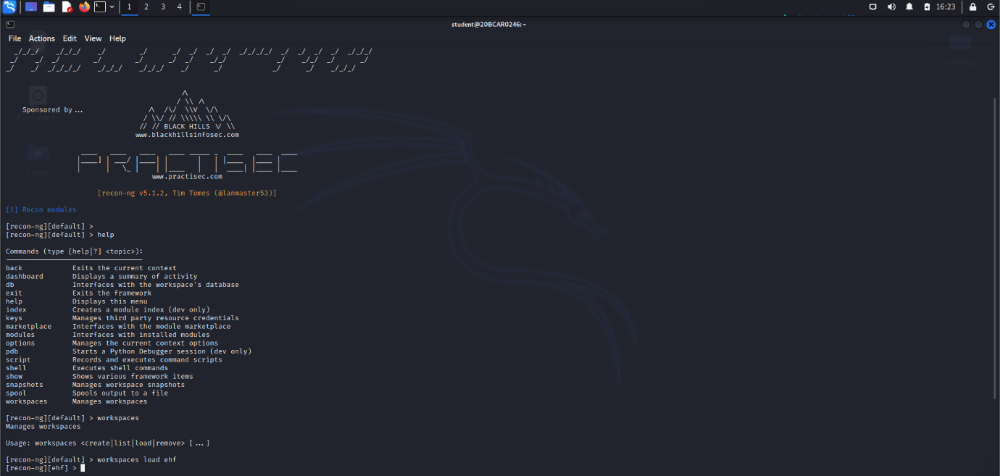 1 2 3 4 16:23
student@20BCAR0246: ~
File Actions Edit View Help
Sponsored by ...
// // BLACK HILLS \/ \\
www.blackhillsinfosec.com
PRACTISEC
www.practisec.com
[recon-ng v5.1.2, Tim Tomes (@lanmaster53)]
[1] Recon modules
[recon-ng][default] >
[recon-ng][default] > help
Commands (type [help|?] <topic>):
back Exits the current context
dashboard Displays a summary of activity
db Interfaces with the workspace's database
exit Exits the framework
help Displays this menu
index Creates a module index (dev only)
keys Manages third party resource credentials
marketplace Interfaces with the module marketplace
modules Interfaces with installed modules
options Manages the current context options
pdb Starts a Python Debugger session (dev only)
script Records and executes command scripts
shell Executes shell commands
show Shows various framework items
snapshots Manages workspace snapshots
spool Spools output to a file
workspaces Manages workspaces
[recon-ng][default] > workspaces
Manages workspaces
Usage: workspaces <create|list|load|remove> [...]
[recon-ng][default] > workspaces load ehf
[recon-ng][ehf] >
File System
Home